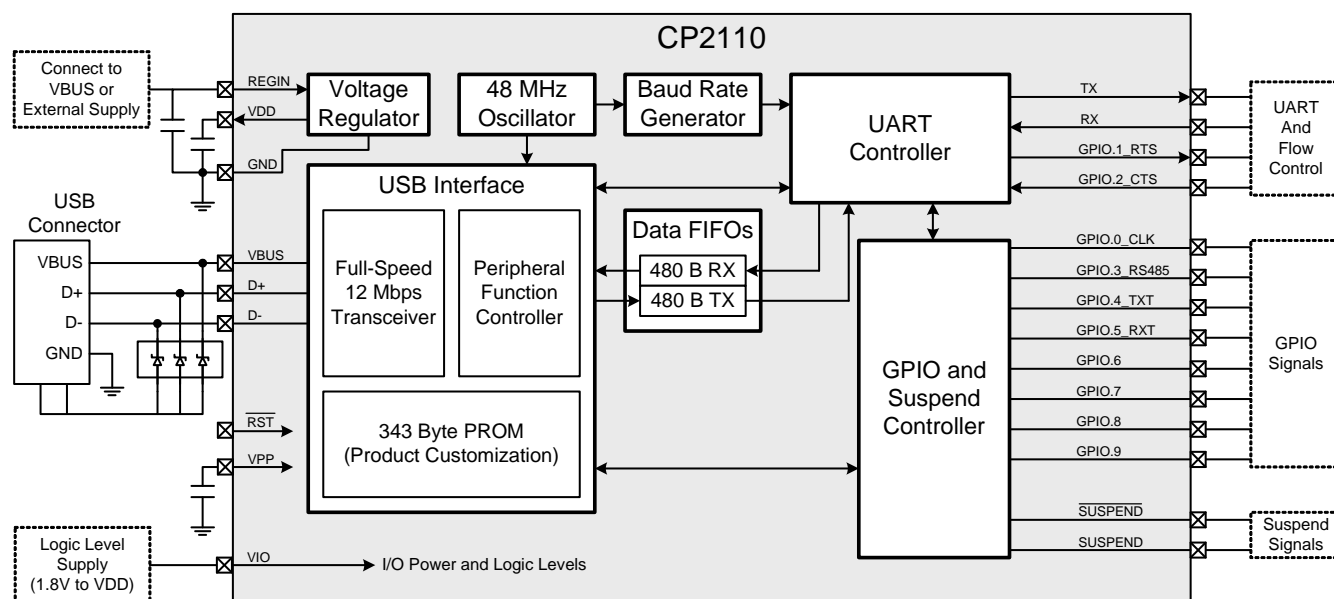 CP2110
Connect to
VBUS or
External Supply
REGIN
VDD
GND
Voltage
Regulator
48 MHz
Oscillator
Baud Rate
Generator
UART
Controller
TX
RX
GPIO.1_RTS
GPIO.2_CTS
UART
And
Flow
Control
USB
Connector
VBUS
D+
D-
GND
VBUS
D+
D-
USB Interface
Full-Speed
12 Mbps
Transceiver
Peripheral
Function
Controller
343 Byte PROM
(Product Customization)
Data FIFOs
480 B RX
480 B TX
GPIO and
Suspend
Controller
GPIO.0_CLK
GPIO.3_RS485
GPIO.4_TXT
GPIO.5_RXT
GPIO.6
GPIO.7
GPIO.8
GPIO.9
GPIO
Signals
SUSPEND
SUSPEND
Suspend
Signals
RST
VPP
Logic Level
Supply
(1.8V to VDD)
VIO
I/O Power and Logic Levels